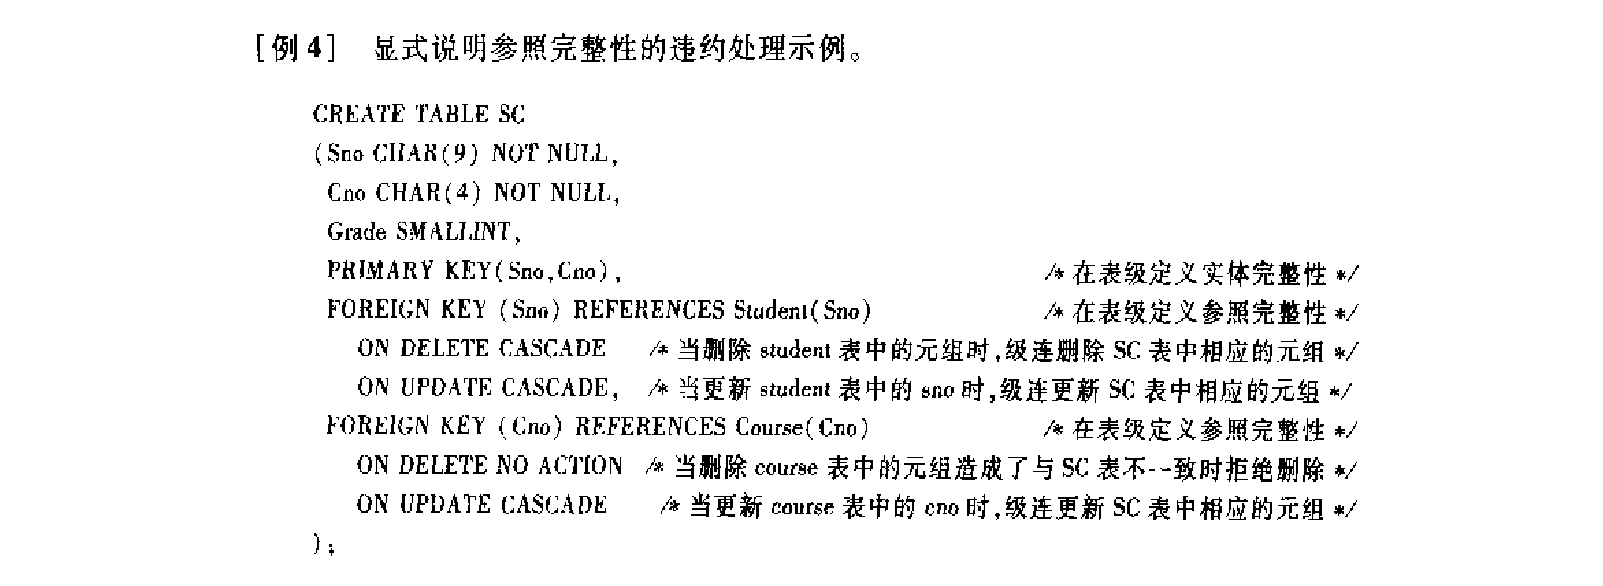 [例 4] 显式说明参照完整性的违约处理示例。
CREATE TABLE SC
(Sno CHAR(9) NOT NULL,
Cno CHAR(4) NOT NULL,
Grade SMALLINT,
PRIMARY KEY(Sno,Cno), /* 在表级定义实体完整性 */
FOREIGN KEY (Sno) REFERENCES Student(Sno) /* 在表级定义参照完整性 */
ON DELETE CASCADE /* 当删除 student 表中的元组时,级连删除 SC 表中相应的元组 */
ON UPDATE CASCADE, /* 当更新 student 表中的 sno 时,级连更新 SC 表中相应的元组 */
FOREIGN KEY (Cno) REFERENCES Course(Cno) /* 在表级定义参照完整性 */
ON DELETE NO ACTION /* 当删除 course 表中的元组造成了与 SC 表不一致时拒绝删除 */
ON UPDATE CASCADE /* 当更新 course 表中的 cno 时,级连更新 SC 表中相应的元组 */
);